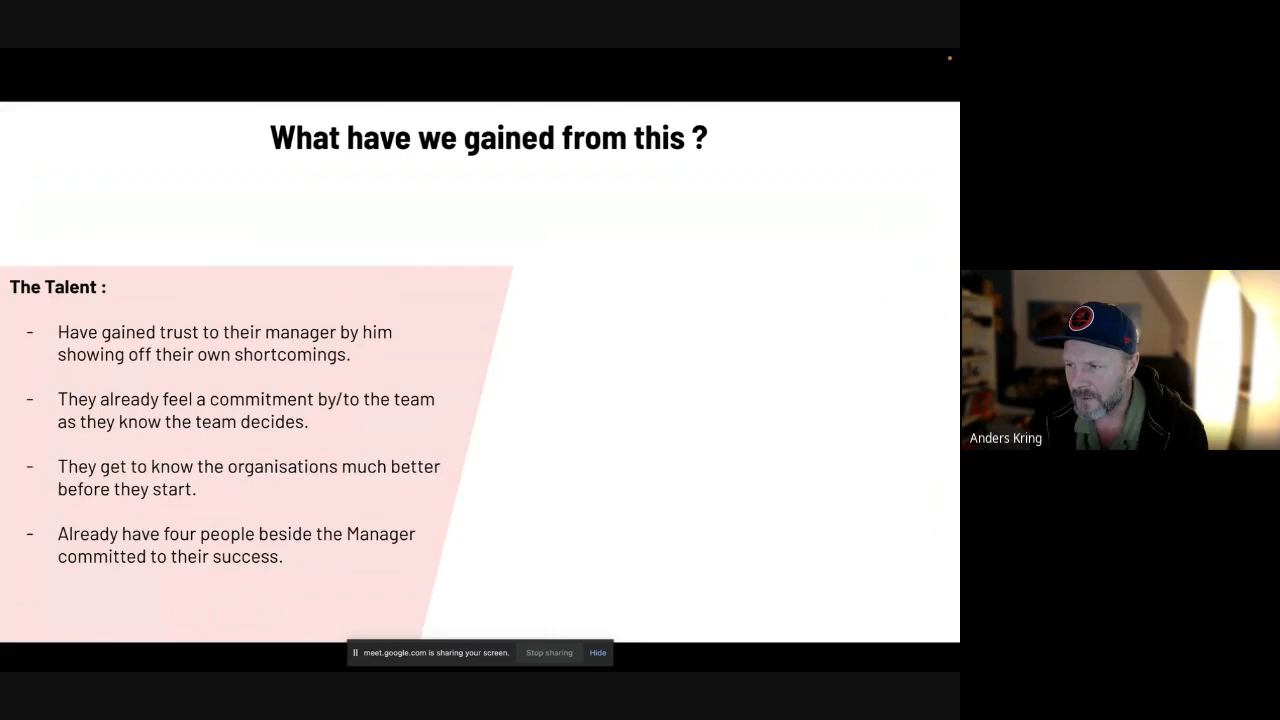 What have we gained from this ?
The Talent :
- Have gained trust to their manager by him
showing off their own shortcomings.
- They already feel a commitment by/to the team
as they know the team decides.
- They get to know the organisations much better
before they start.
- Already have four people beside the Manager
committed to their success.
Anders Kring
meet.google.com is sharing your screen. Stop sharing Hide